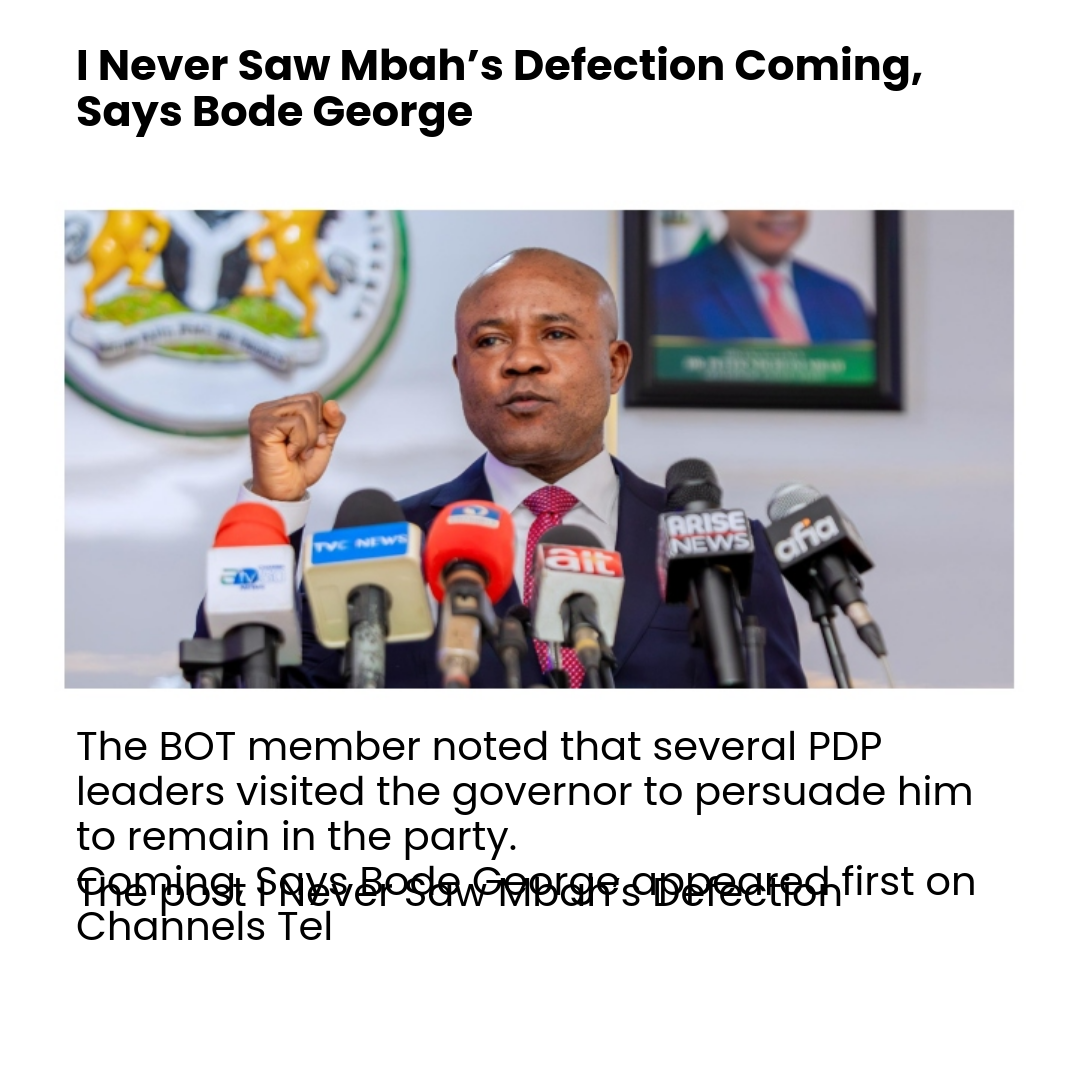 I Never Saw Mbah’s Defection Coming,
Says Bode George
TVC NEWS
ait
ARISE
NEWS
afia
The BOT member noted that several PDP
leaders visited the governor to persuade him
to remain in the party.
The post I Never Saw Mbah’s Defection
Coming, Says Bode George appeared first on
Channels Tel